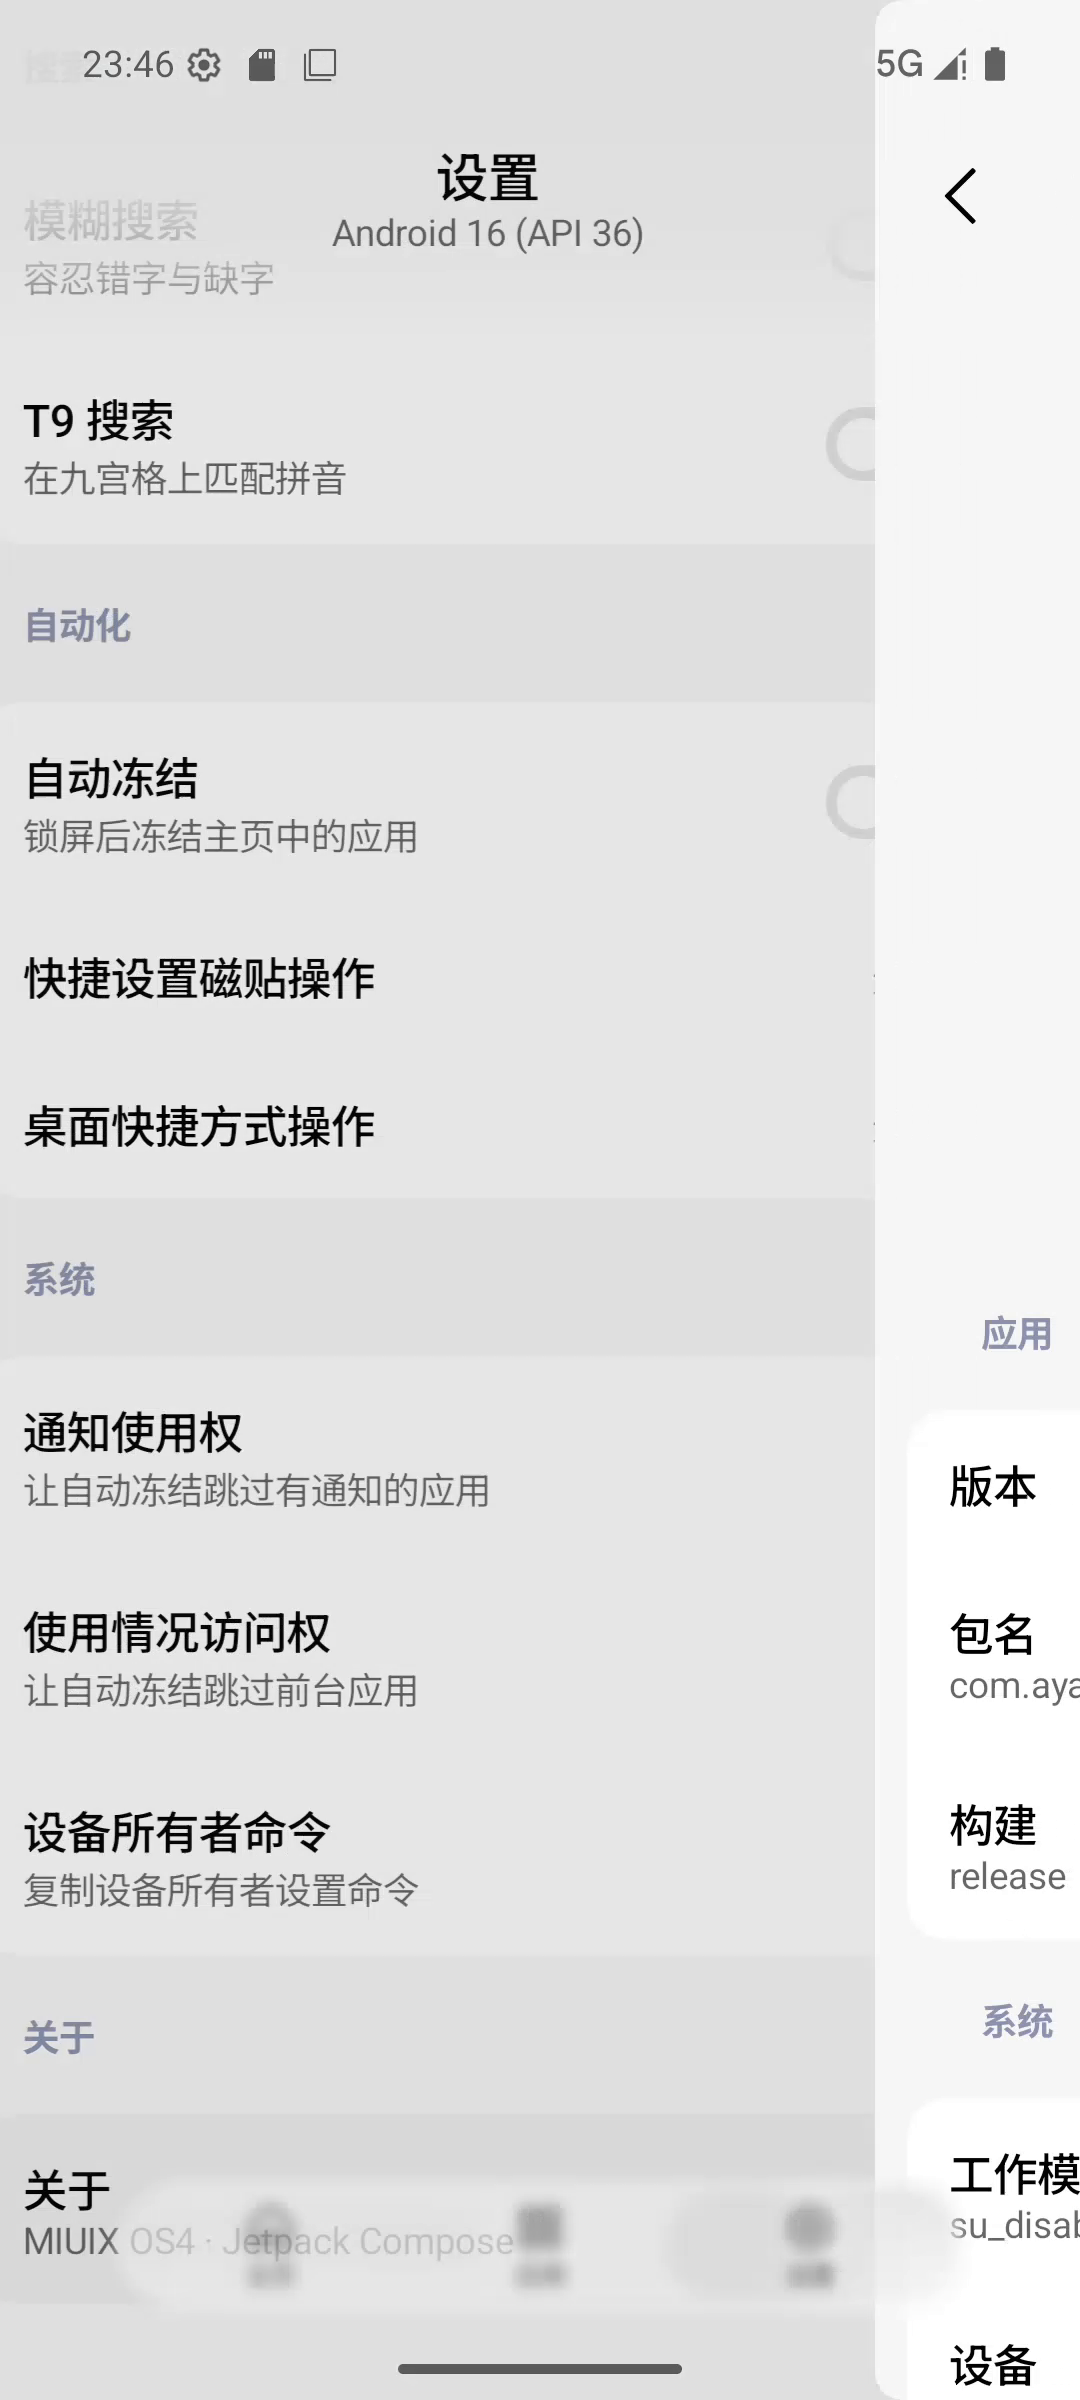 23:46
5G
设置
Android 16 (API 36)
模糊搜索
容忍错字与缺字
T9 搜索
在九宫格上匹配拼音
自动化
自动冻结
锁屏后冻结主页中的应用
快捷设置磁贴操作
桌面快捷方式操作
系统
通知使用权
让自动冻结跳过有通知的应用
使用情况访问权
让自动冻结跳过前台应用
设备所有者命令
复制设备所有者设置命令
关于
关于
MIUIX OS4 · Jetpack Compose
应用
版本
包名
com.aya
构建
release
系统
工作模
su_disab
设备